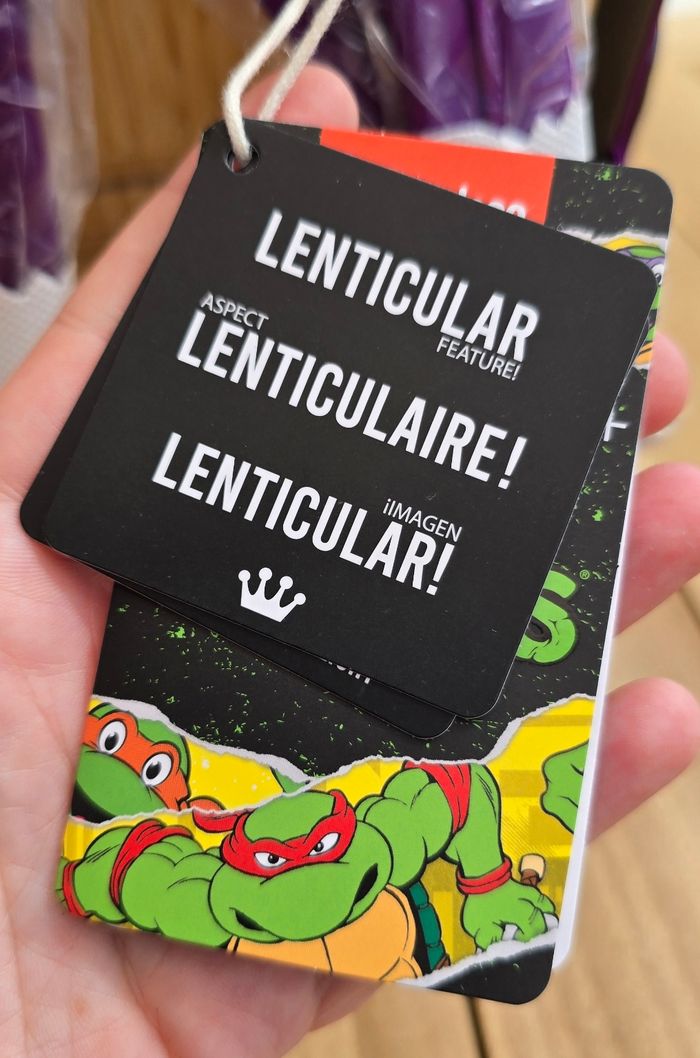 LENTICULAR
FEATURE!
ASPECT
LENTICULAIRE!
¡IMAGEN
LENTICULAR!
S®